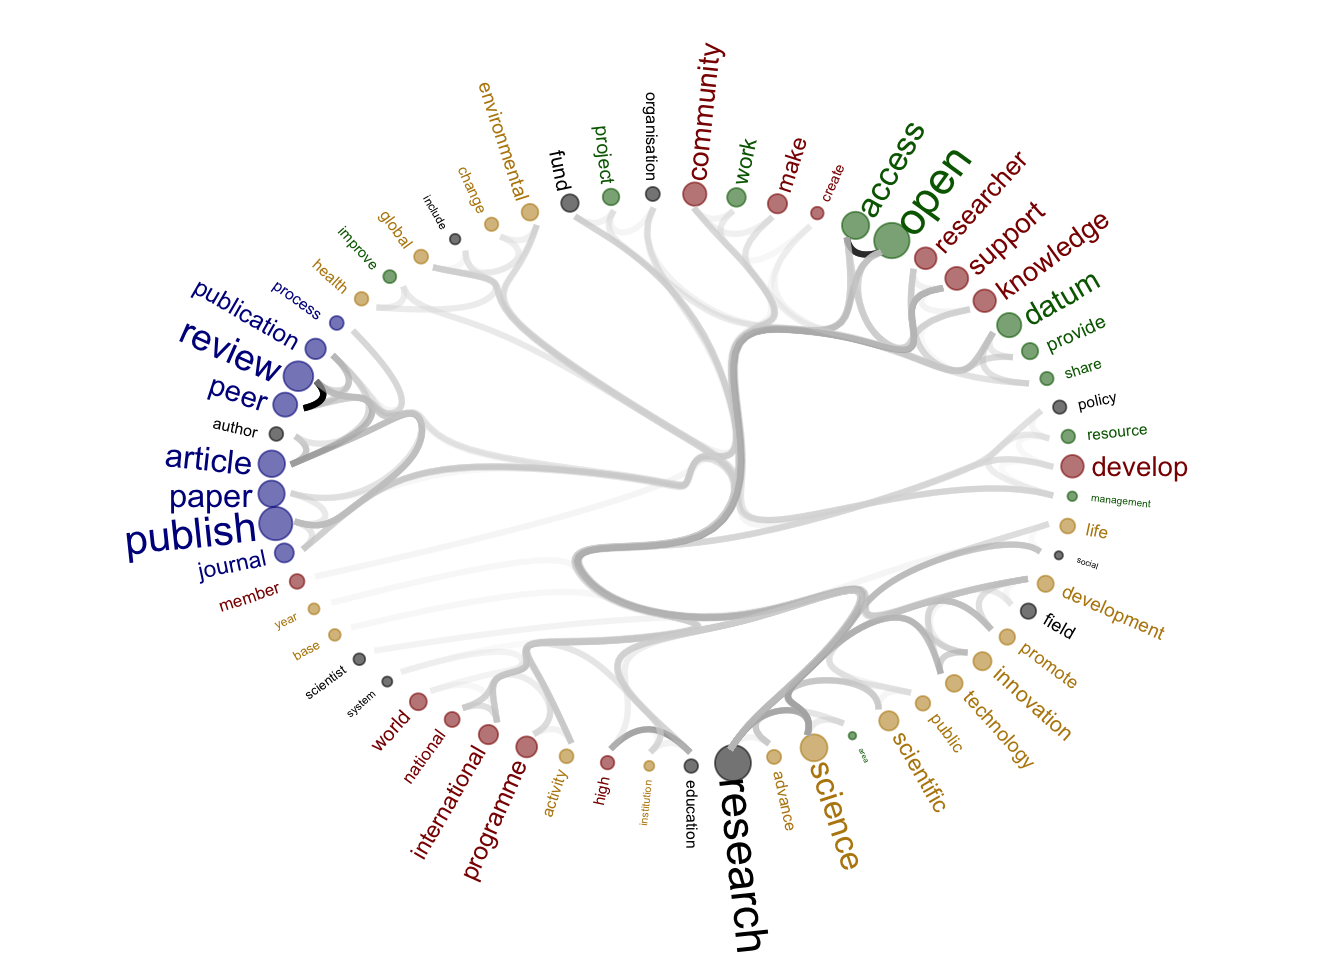 community
organisation
work
project
make
environmental
fund
create
access
open
change
researcher
include
support
global
knowledge
improve
health
datum
process
publication
provide
review
share
peer
policy
author
resource
article
develop
paper
management
publish
life
journal
social
member
development
year
field
base
promote
scientist
innovation
system
technology
world
public
national
scientific
international
area
programme
science
activity
advance
high
research
institution
education